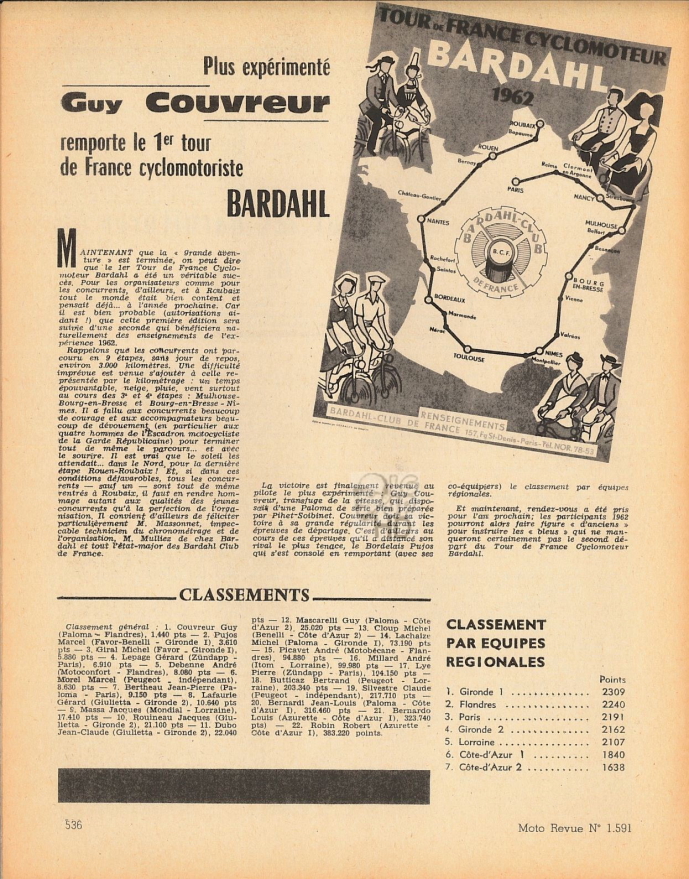 Plus expérimenté
Guy Couvreur
remporte le 1er tour
de France cyclomotoriste
BARDAHL
TOUR DE FRANCE CYCLOMOTEUR
BARDAHL
1962
ROUBAIX
Bapaume
ROUEN
Bernay
Reims
Clermont
en Argonne
PARIS
NANCY
Strasbourg
Château-Gontier
MULHOUSE
Belfort
NANTES
Besançon
BARDAHL-CLUB
B.C.F.
DE FRANCE
Rochefort
Saintes
BOURG
EN-BRESSE
Vienne
BORDEAUX
Marmande
Nérac
Valréas
TOULOUSE
NIMES
Montpellier
RENSEIGNEMENTS
BARDAHL-CLUB DE FRANCE 157, Fg St-Denis-Paris-Tél. NOR. 78-53
MAINTENANT que la « grande aven-
ture » est terminée, on peut dire
que le 1er Tour de France Cyclo-
moteur Bardahl a été un véritable suc-
cès. Pour les organisateurs comme pour
les concurrents, d'ailleurs, et à Roubaix
tout le monde était bien content et
pensait déjà... à l'année prochaine. Car
il est bien probable (autorisations ai-
dant !) que cette première édition sera
suivie d'une seconde qui bénéficiera na-
turellement des enseignements de l'ex-
périence 1962.
Rappelons que les concurrents ont par-
couru en 9 étapes, sans jour de repos,
environ 3.000 kilomètres. Une difficulté
imprévue est venue s'ajouter à celle re-
présentée par le kilométrage : un temps
épouvantable, neige, pluie, vent surtout
au cours des 3e et 4e étapes : Mulhouse-
Bourg-en-Bresse et Bourg-en-Bresse - Ni-
mes. Il a fallu aux concurrents beaucoup
de courage et aux accompagnateurs beau-
coup de dévouement (en particulier aux
quatre hommes de l'Escadron motocycliste
de la Garde Républicaine) pour terminer
tout de même le parcours... et avec
le sourire. Il est vrai que le soleil les
attendait... dans le Nord, pour la dernière
étape Rouen-Roubaix ! Et, si dans ces
conditions défavorables, tous les concur-
rents — sauf un — sont tout de même
rentrés à Roubaix, il faut en rendre hom-
mage autant aux qualités des jeunes
concurrents qu'à la perfection de l'orga-
nisation. Il convient d'ailleurs de féliciter
particulièrement M. Massonnet, impec-
cable technicien du chronométrage et de
l'organisation, M. Mullies de chez Bar-
dahl et tout l'état-major des Bardahl Club
de France.
La victoire est finalement revenue au
pilote le plus expérimenté : Guy Cou-
vreur, transfuge de la vitesse, qui dispo-
sait d'une Paloma de série bien préparée
par Pihet-Solbinet. Couvreur doit sa vic-
toire à sa grande régularité durant les
épreuves de départage. C'est d'ailleurs au
cours de ces épreuves qu'il a distancé son
rival le plus tenace, le Bordelais Pujos
qui s'est consolé en remportant (avec ses
co-équipiers) le classement par équipes
régionales.
Et maintenant, rendez-vous a été pris
pour l'an prochain; les participants 1962
pourront alors faire figure « d'anciens »
pour instruire les « bleus » qui ne man-
queront certainement pas le second dé-
part du Tour de France Cyclomoteur
Bardahl.
CLASSEMENTS
Classement général : 1. Couvreur Guy
(Paloma - Flandres), 1.440 pts — 2. Pujos
Marcel (Favor-Benelli - Gironde I), 3.610
pts — 3. Giral Michel (Favor - Gironde I),
5.880 pts — 4. Lepage Gérard (Zündapp -
Paris), 6.910 pts — 5. Debenne André
(Motoconfort - Flandres), 8.080 pts — 6.
Morel Marcel (Peugeot - Indépendant),
8.630 pts — 7. Bertheau Jean-Pierre (Pa-
loma - Paris), 9.150 pts — 8. Lafaurie
Gérard (Giulietta - Gironde 2), 10.640 pts
— 9. Massa Jacques (Mondial - Lorraine),
17.410 pts — 10. Roulneau Jacques (Giu-
lietta - Gironde 2), 21.100 pts — 11. Dubo
Jean-Claude (Giulietta - Gironde 2), 22.040
pts — 12. Mascarelli Guy (Paloma - Côte
d'Azur 2), 25.020 pts — 13. Cloup Michel
(Benelli - Côte d'Azur 2) — 14. Lachaize
Michel (Paloma - Gironde I), 73.190 pts
— 15. Picavet André (Motobécane - Flan-
dres), 94.880 pts — 16. Millard André
(Itom - Lorraine), 99.980 pts — 17. Lye
Pierre (Zündapp - Paris), 104.150 pts —
18. Butticaz Bertrand (Peugeot - Lor-
raine), 203.340 pts — 19. Silvestre Claude
(Peugeot - indépendant), 217.710 pts —
20. Bernardi Jean-Louis (Paloma - Côte
d'Azur I), 316.460 pts — 21. Bernardo
Louis (Azurette - Côte d'Azur I), 323.740
pts — 22. Robin Robert (Azurette -
Côte d'Azur I), 383.220 points.
CLASSEMENT
PAR EQUIPES
REGIONALES
Points
1. Gironde 1 ............ 2309
2. Flandres ............ 2240
3. Paris ............ 2191
4. Gironde 2 ............ 2162
5. Lorraine ............ 2107
6. Côte-d'Azur 1 ............ 1840
7. Côte-d'Azur 2 ............ 1638
536
Moto Revue N° 1.591